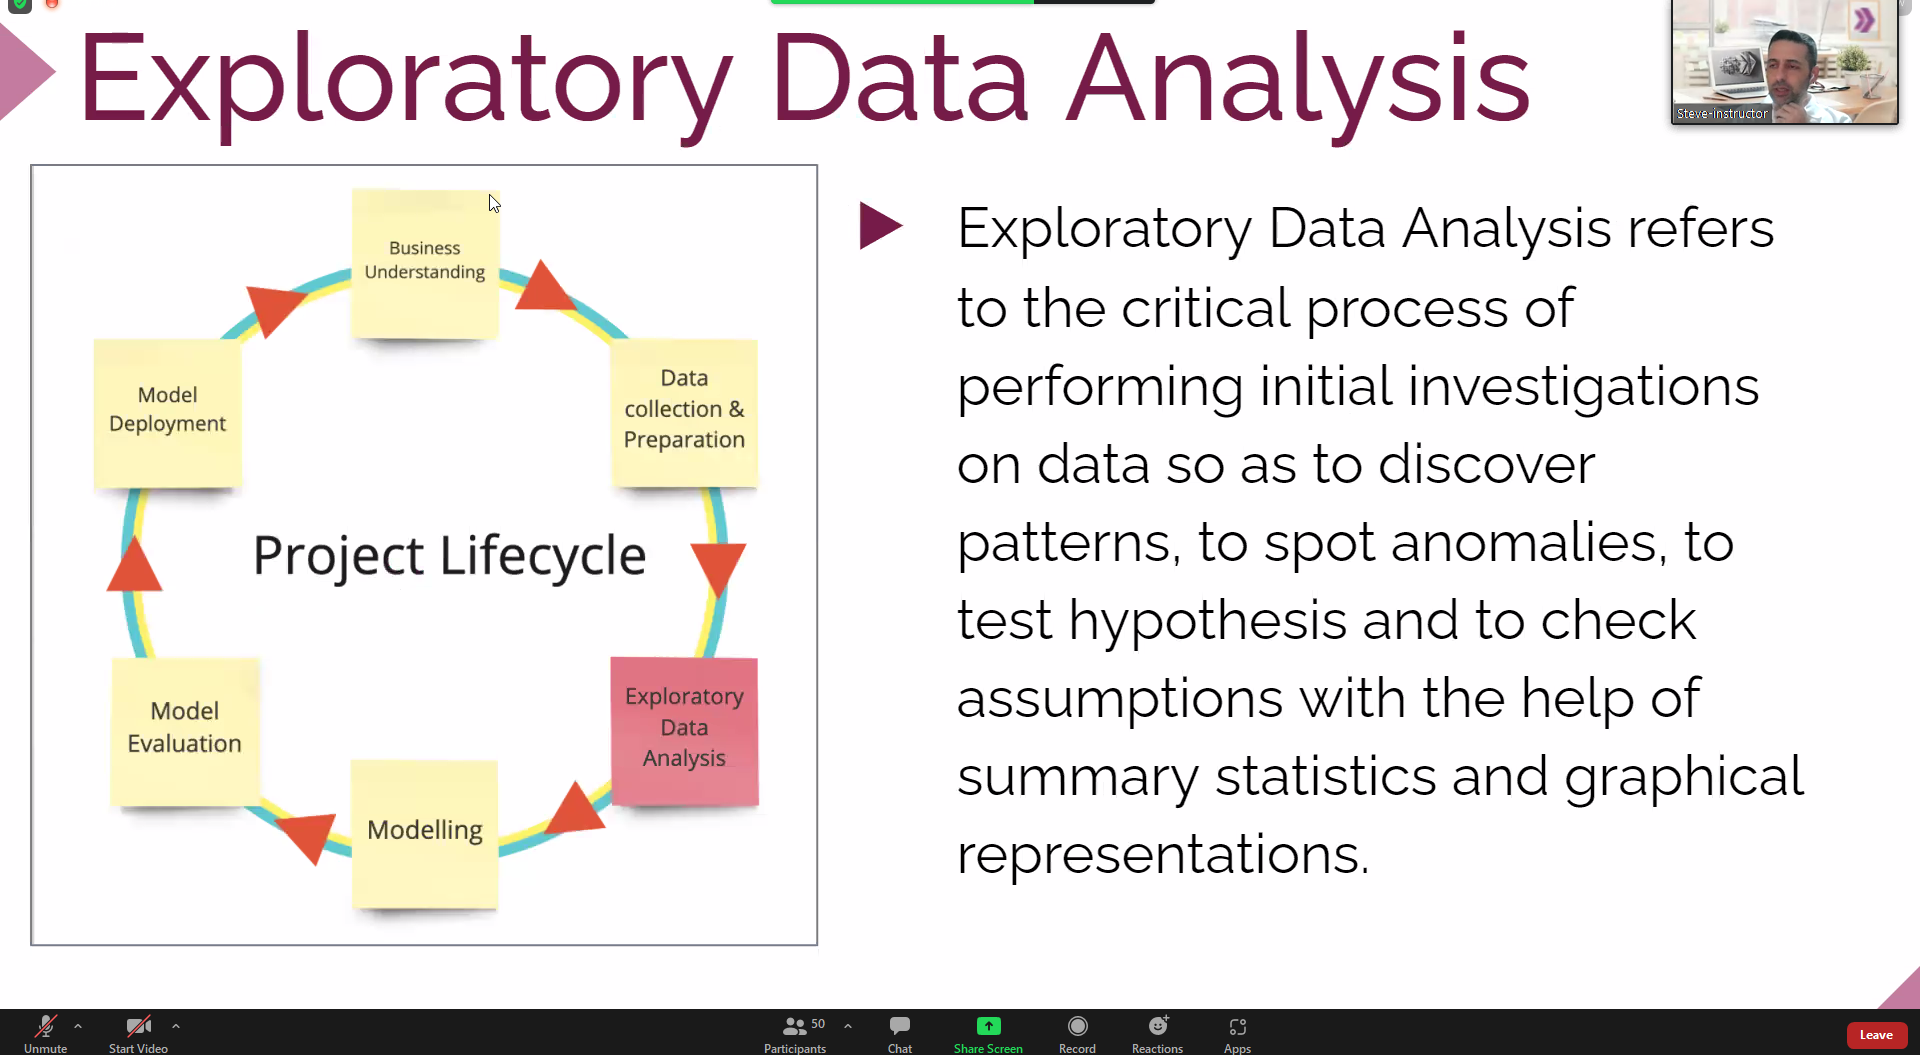 Exploratory Data Analysis
Steve-instructor
Business
Understanding
Data
collection &
Preparation
Exploratory
Data
Analysis
Modelling
Model
Evaluation
Model
Deployment
Project Lifecycle
Exploratory Data Analysis refers
to the critical process of
performing initial investigations
on data so as to discover
patterns, to spot anomalies, to
test hypothesis and to check
assumptions with the help of
summary statistics and graphical
representations.
Unmute
Start Video
50
Participants
Chat
Share Screen
Record
Reactions
Apps
Leave